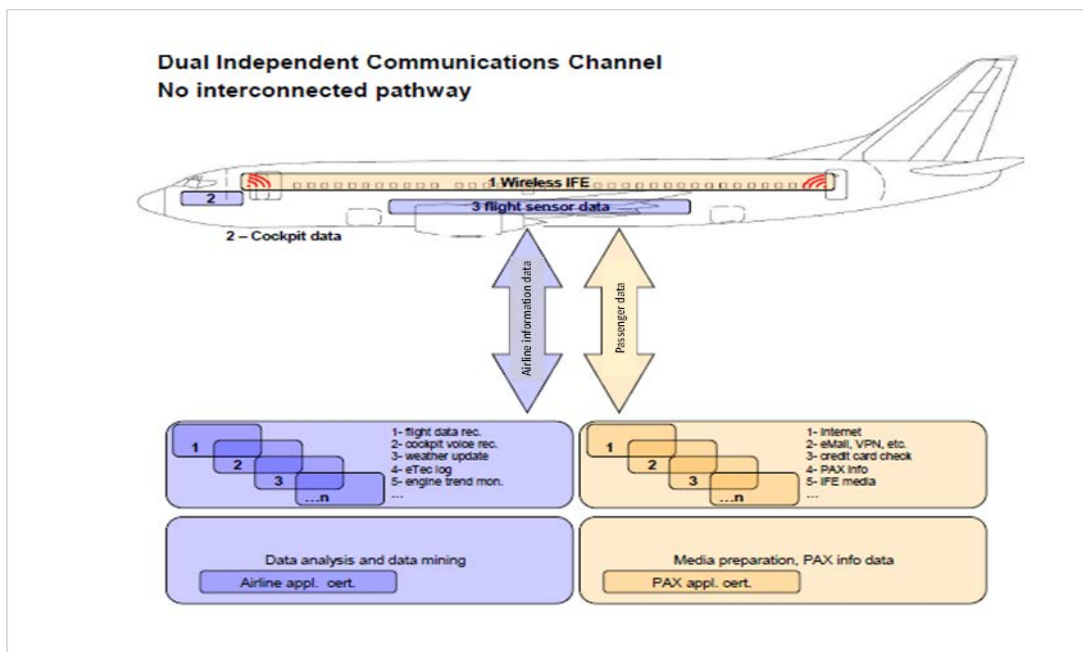 Dual Independent Communications Channel
No interconnected pathway
1 Wireless IFE
2
3 flight sensor data
2 – Cockpit data
Airline information data
Passenger data
1
2
3
...n
1- flight data rec.
2- cockpit voice rec.
3- weather update
4- eTec log
5- engine trend mon.
...
1
2
3
...n
1- Internet
2- eMail, VPN, etc.
3- credit card check
4- PAX info
5- IFE media
...
Data analysis and data mining
Airline appl. cert.
Media preparation, PAX info data
PAX appl. cert.